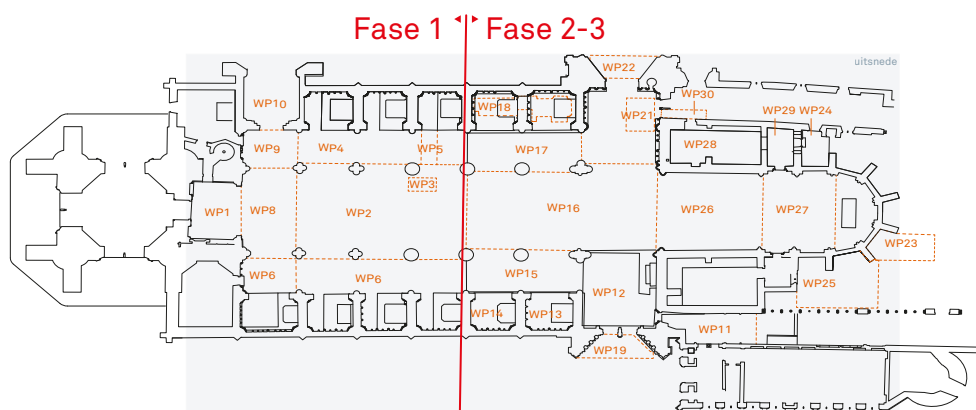 Fase 1 Fase 2-3
WP22
uitsnede
WP10
WP18
WP21
WP30
WP29 WP24
WP9
WP4
WP5
WP17
WP28
WP3
WP1
WP8
WP2
WP16
WP26
WP27
WP23
WP6
WP6
WP15
WP12
WP25
WP14
WP13
WP11
WP19